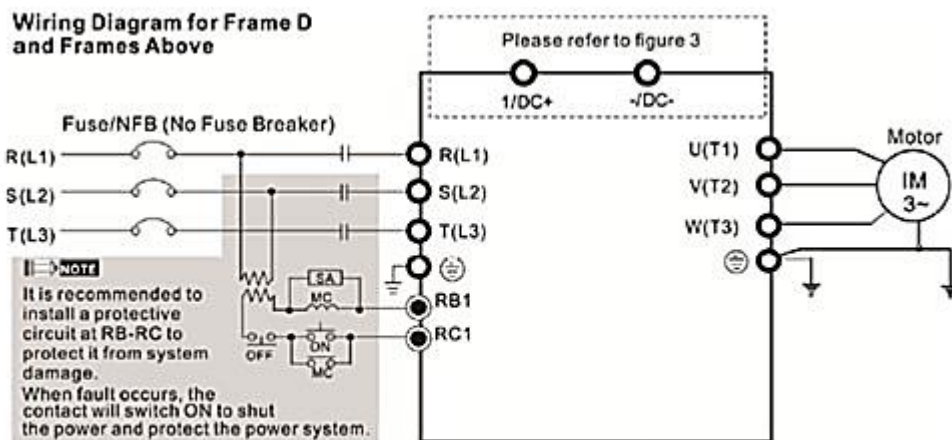 Wiring Diagram for Frame D
and Frames Above
Please refer to figure 3
1/DC+
-/DC-
Fuse/NFB (No Fuse Breaker)
R(L1)
R(L1)
U(T1)
Motor
S(L2)
S(L2)
V(T2)
IM
3~
T(L3)
T(L3)
W(T3)
NOTE
It is recommended to
install a protective
circuit at RB-RC to
protect it from system
damage.
When fault occurs, the
contact will switch ON to shut
the power and protect the power system.
SA
MC
RB1
OFF
ON
MC
RC1